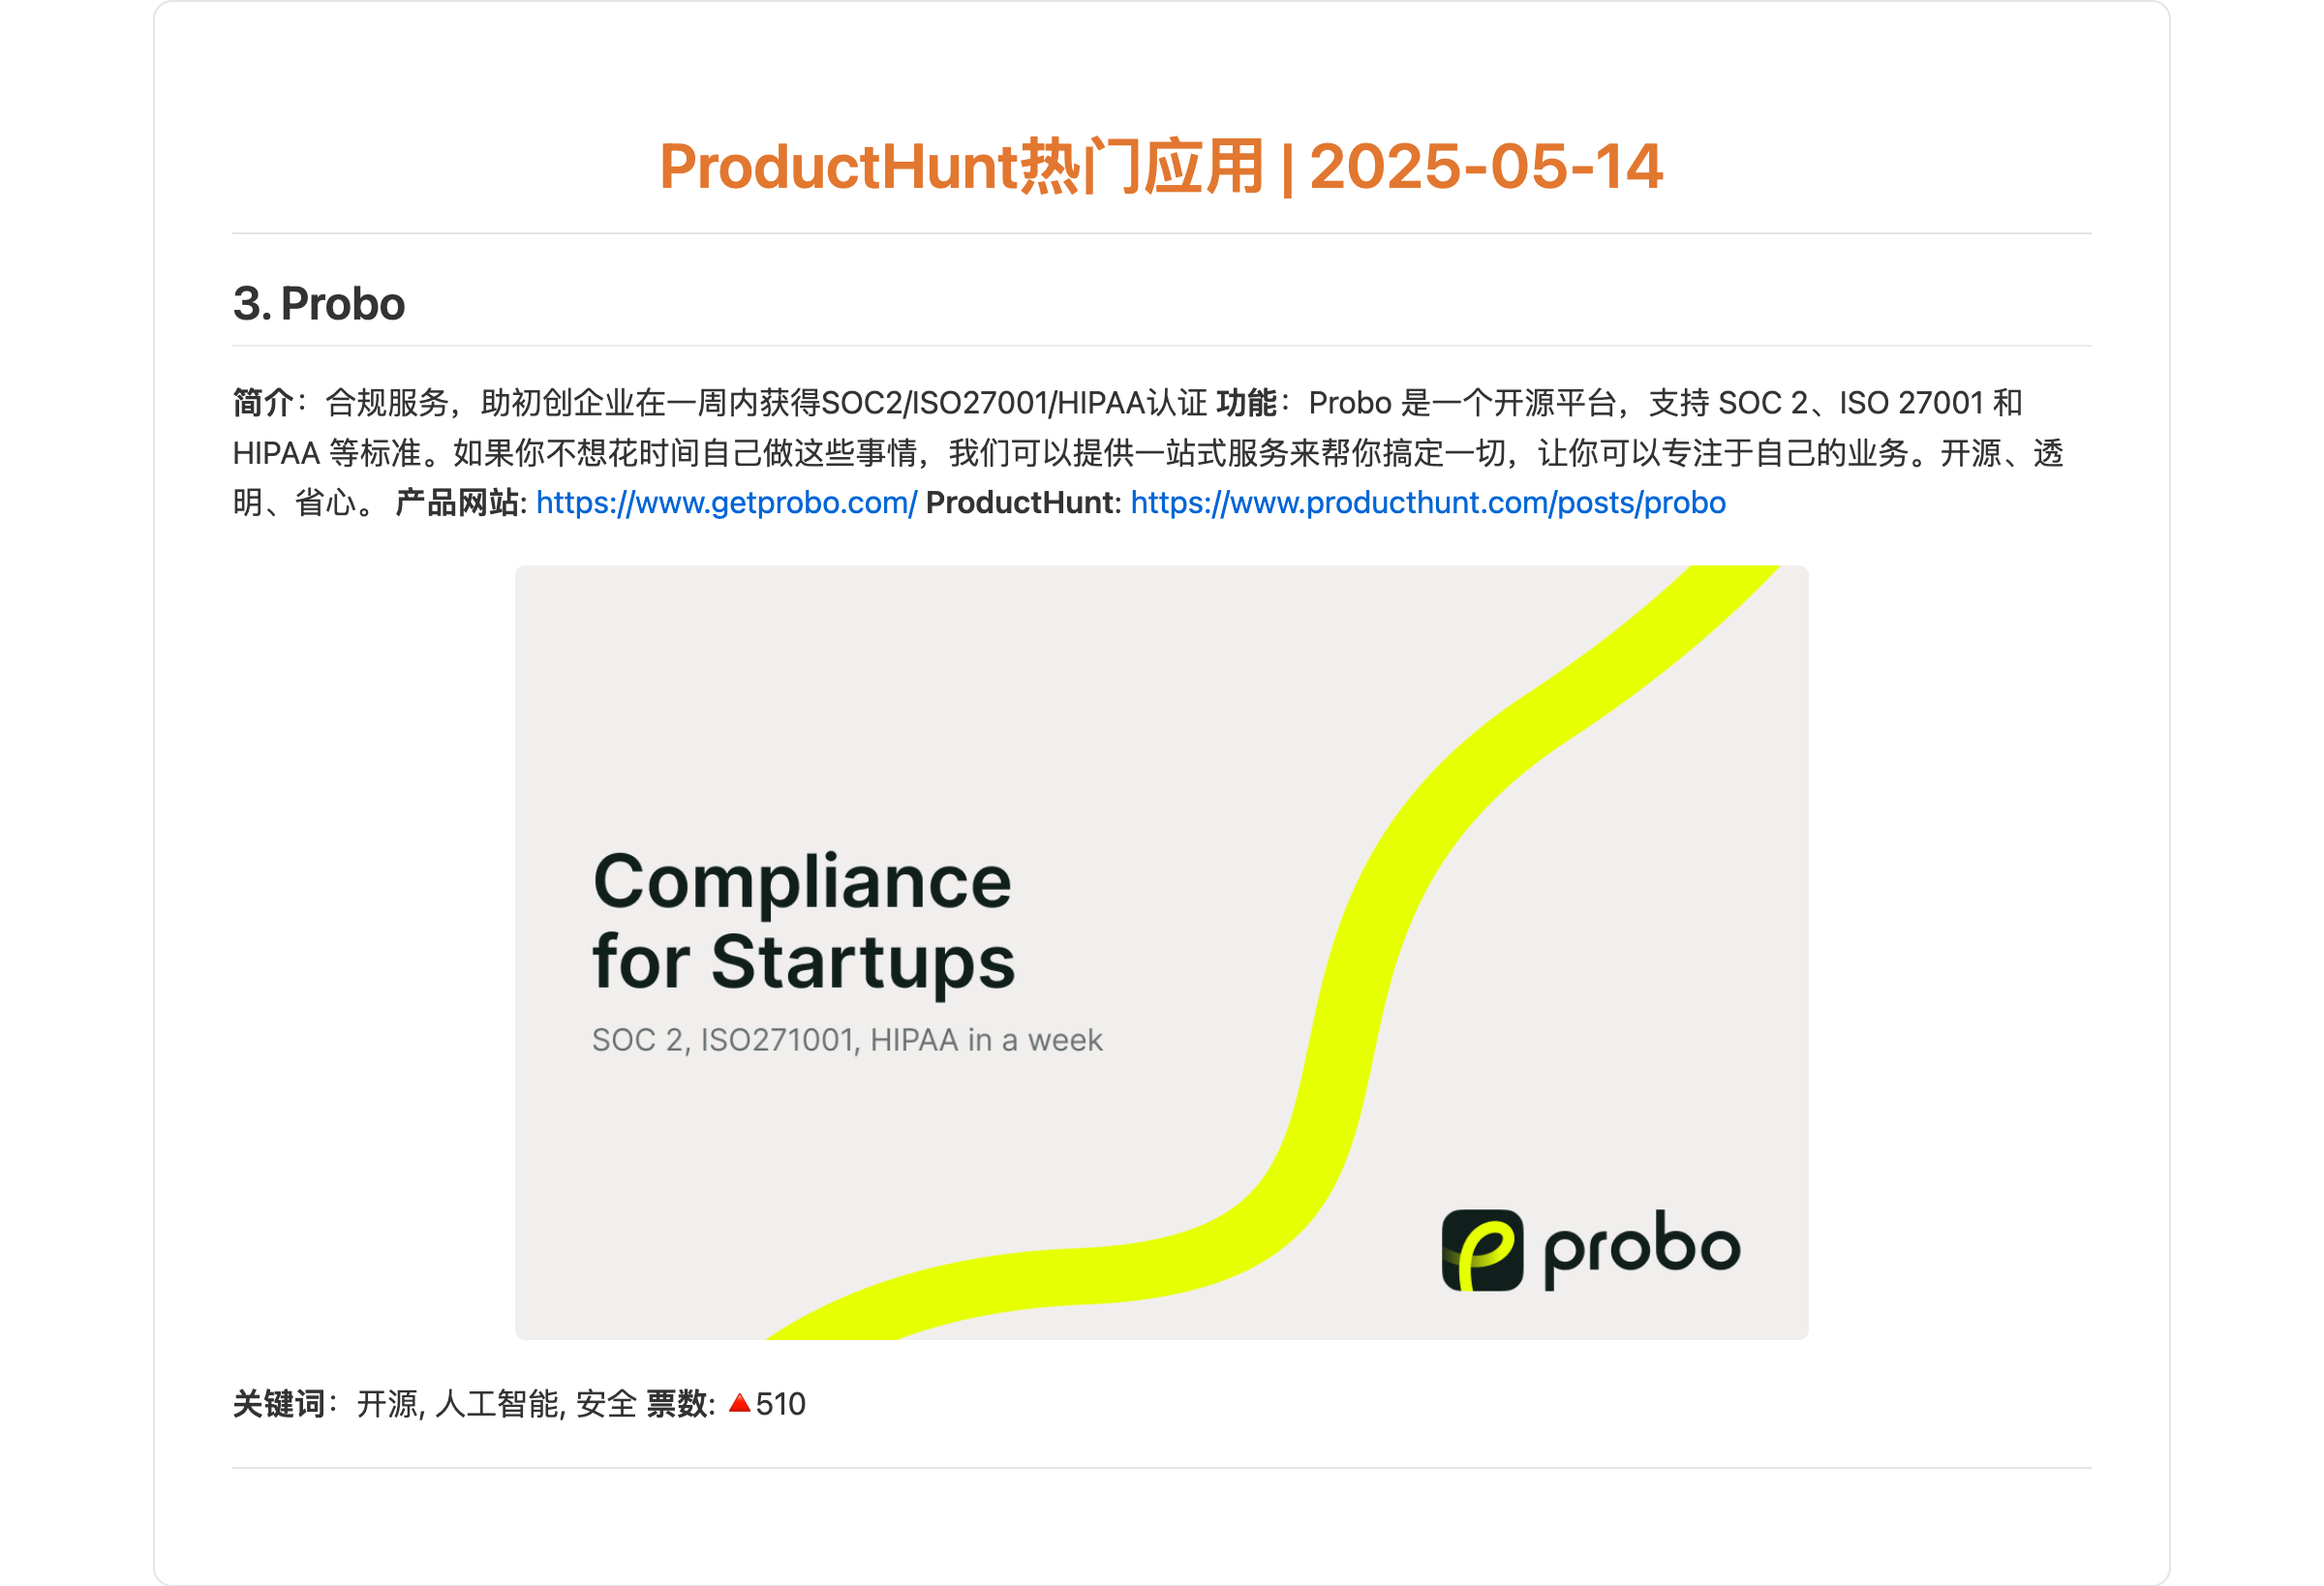 ProductHunt热门应用 | 2025-05-14
3. Probo
简介：合规服务，助初创企业在一周内获得SOC2/ISO27001/HIPAA认证 功能：Probo 是一个开源平台，支持 SOC 2、ISO 27001 和
HIPAA 等标准。如果你不想花时间自己做这些事情，我们可以提供一站式服务来帮你搞定一切，让你可以专注于自己的业务。开源、透
明、省心。 产品网站: https://www.getprobo.com/ ProductHunt: https://www.producthunt.com/posts/probo
Compliance
for Startups
SOC 2, ISO271001, HIPAA in a week
probo
关键词：开源, 人工智能, 安全 票数: 🔺510